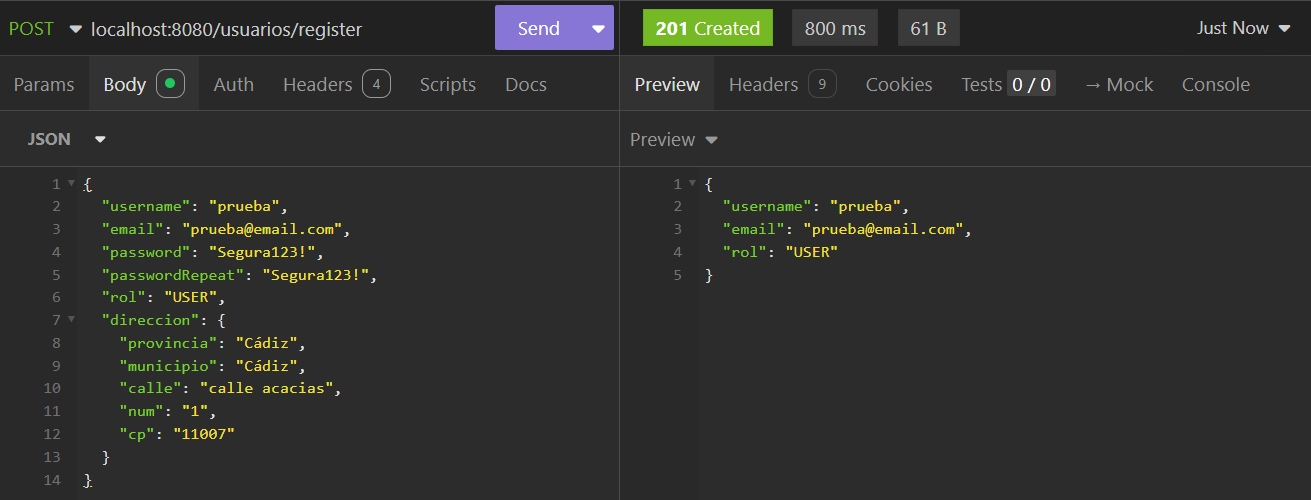 POST localhost:8080/usuarios/register Send
201 Created 800 ms 61 B Just Now
Params Body Auth Headers 4 Scripts Docs
Preview Headers 9 Cookies Tests 0 / 0 → Mock Console
JSON
Preview
1 {
2 "username": "prueba",
3 "email": "prueba@email.com",
4 "password": "Segura123!",
5 "passwordRepeat": "Segura123!",
6 "rol": "USER",
7 "direccion": {
8 "provincia": "Cádiz",
9 "municipio": "Cádiz",
10 "calle": "calle acacias",
11 "num": "1",
12 "cp": "11007"
13 }
14 }
1 {
2 "username": "prueba",
3 "email": "prueba@email.com",
4 "rol": "USER"
5 }